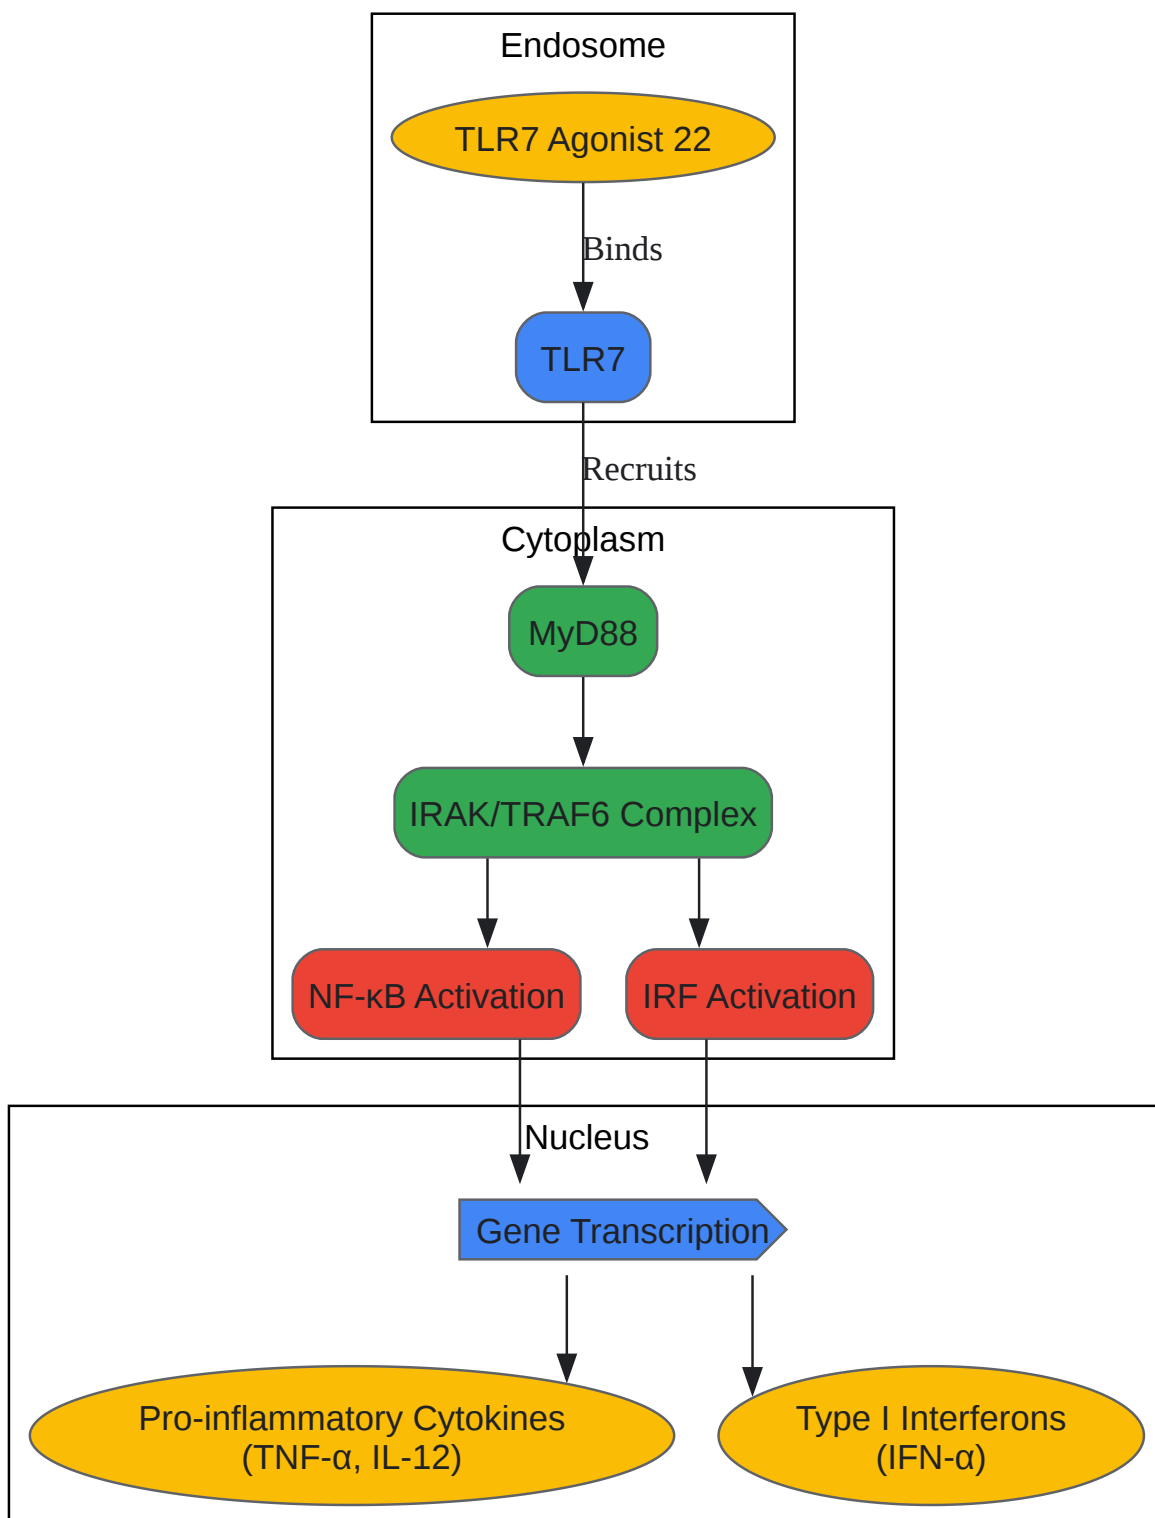 Endosome
TLR7 Agonist 22
Binds
TLR7
Recruits
Cytoplasm
MyD88
IRAK/TRAF6 Complex
NF-κB Activation
IRF Activation
Nucleus
Gene Transcription
Pro-inflammatory Cytokines
(TNF-α, IL-12)
Type I Interferons
(IFN-α)